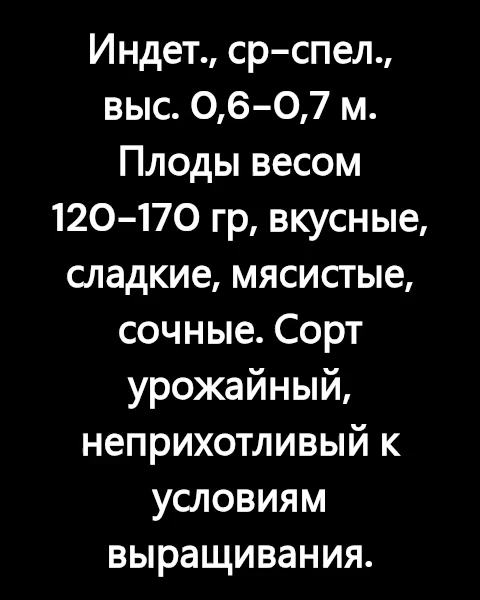 Индет., ср-спел.,
выс. 0,6-0,7 м.
Плоды весом
120-170 гр, вкусные,
сладкие, мясистые,
сочные. Сорт
урожайный,
неприхотливый к
условиям
выращивания.